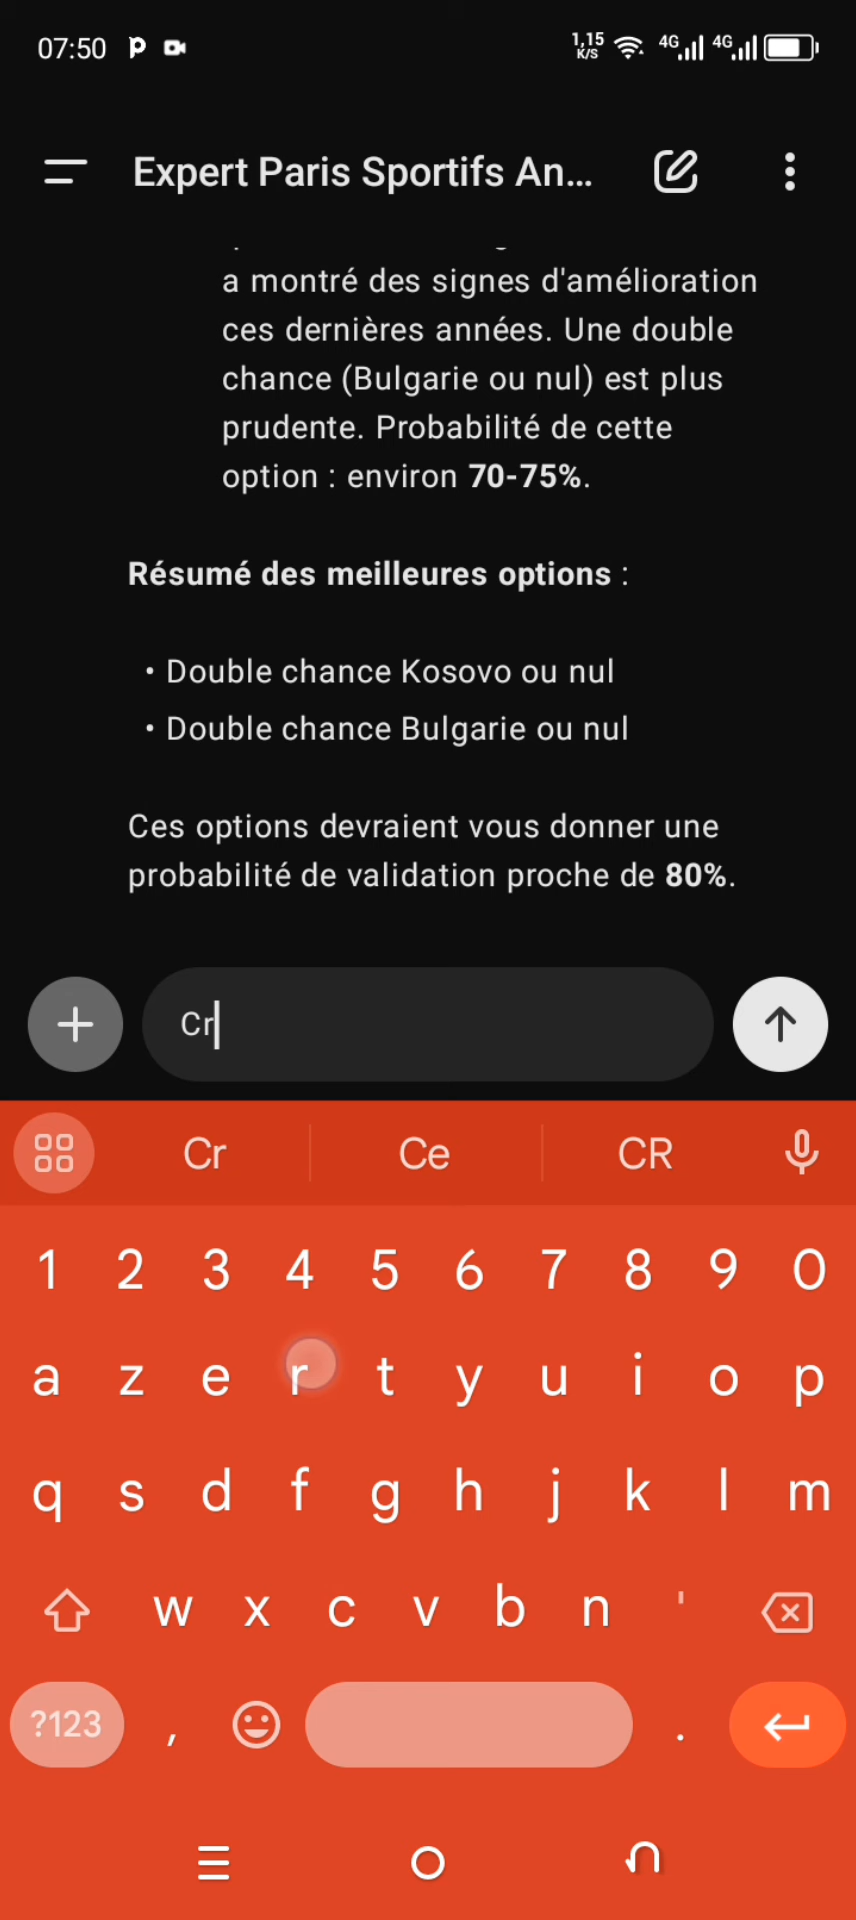 07:50
1,15
K/S
4G
4G
Expert Paris Sportifs An...
a montré des signes d'amélioration
ces dernières années. Une double
chance (Bulgarie ou nul) est plus
prudente. Probabilité de cette
option : environ 70-75%.
Résumé des meilleures options :
• Double chance Kosovo ou nul
• Double chance Bulgarie ou nul
Ces options devraient vous donner une
probabilité de validation proche de 80%.
Cr
Cr Ce CR
1 2 3 4 5 6 7 8 9 0
a z e r t y u i o p
q s d f g h j k l m
w x c v b n '
?123 , .